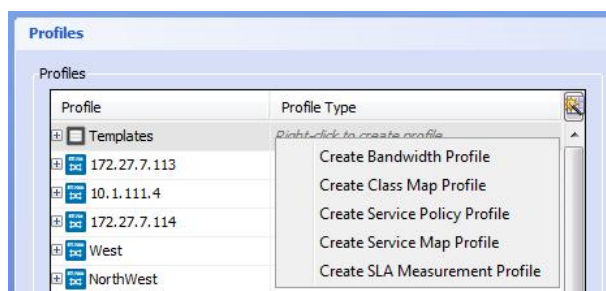 Profiles
Profiles
Profile Profile Type
Templates Right-click to create profile
172.27.7.113 Create Bandwidth Profile
10.1.111.4 Create Class Map Profile
172.27.7.114 Create Service Policy Profile
West Create Service Map Profile
NorthWest Create SLA Measurement Profile